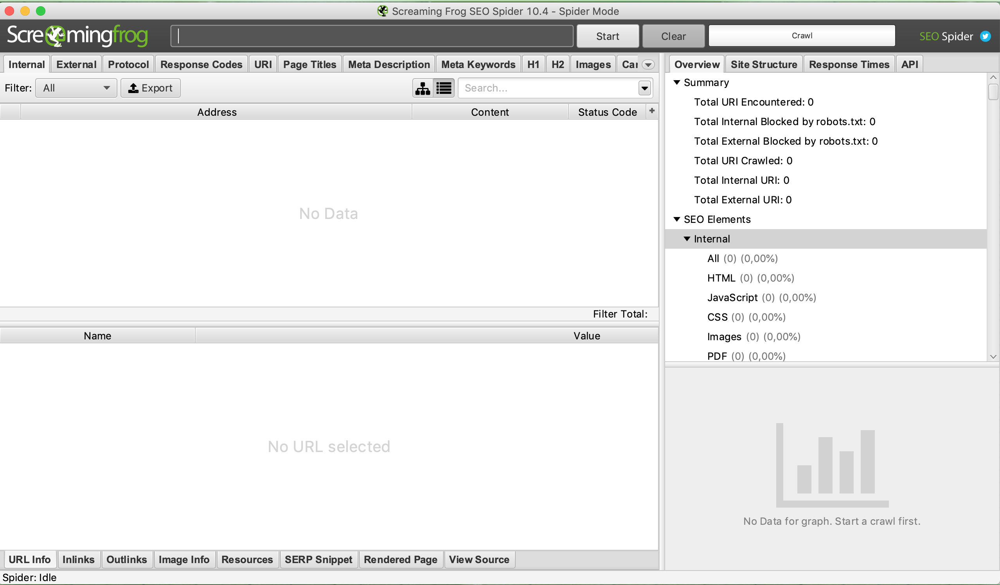 Screaming Frog SEO Spider 10.4 - Spider Mode
Screamingfrog
Start
Clear
Crawl
SEO Spider
Internal
External
Protocol
Response Codes
URI
Page Titles
Meta Description
Meta Keywords
H1
H2
Images
Overview
Site Structure
Response Times
API
Filter:
All
Export
Search...
Address
Content
Status Code
+
No Data
Filter Total:
Name
Value
No URL selected
URL Info
Inlinks
Outlinks
Image Info
Resources
SERP Snippet
Rendered Page
View Source
Spider: Idle
Summary
Total URI Encountered: 0
Total Internal Blocked by robots.txt: 0
Total External Blocked by robots.txt: 0
Total URI Crawled: 0
Total Internal URI: 0
Total External URI: 0
SEO Elements
Internal
All (0) (0,00%)
HTML (0) (0,00%)
JavaScript (0) (0,00%)
CSS (0) (0,00%)
Images (0) (0,00%)
PDF (0) (0,00%)
No Data for graph. Start a crawl first.